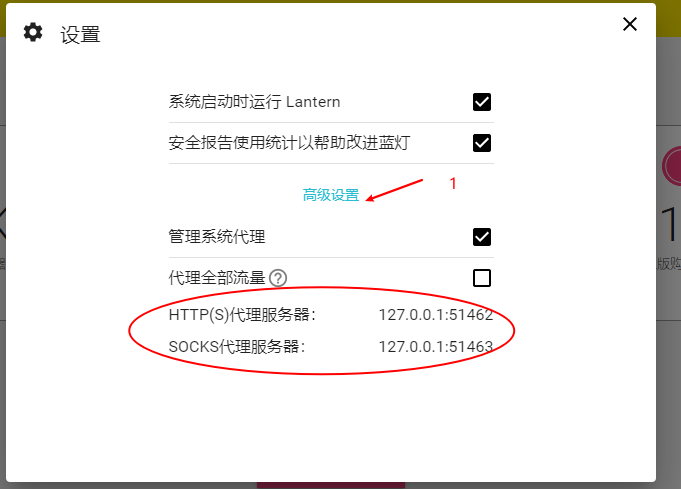 设置
系统启动时运行 Lantern
安全报告使用统计以帮助改进蓝灯
高级设置
1
管理系统代理
代理全部流量
HTTP(S)代理服务器: 127.0.0.1:51462
SOCKS代理服务器: 127.0.0.1:51463
1
版购